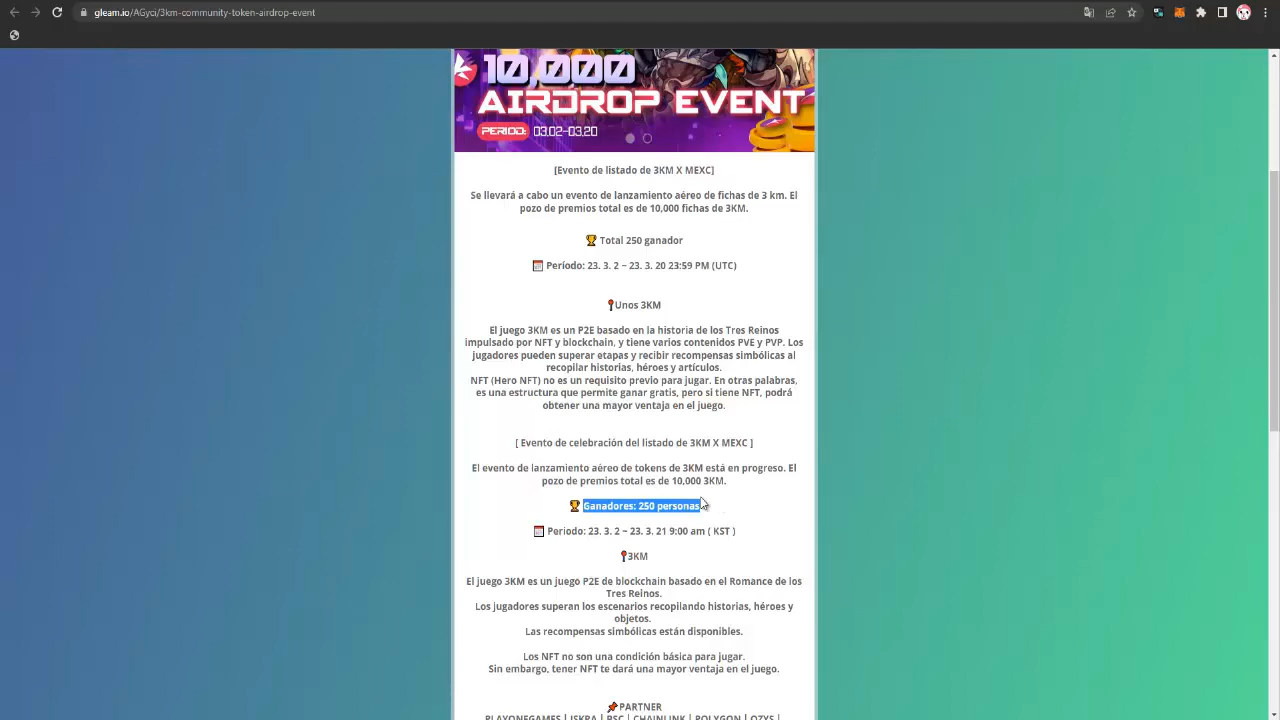 gleam.io/AGyci/3km-community-token-airdrop-event
10,000
AIRDROP EVENT
PERIOD: 03.02-03.20
[Evento de listado de 3KM X MEXC]
Se llevará a cabo un evento de lanzamiento aéreo de fichas de 3 km. El
pozo de premios total es de 10,000 fichas de 3KM.
🏆 Total 250 ganador
📅 Período: 23. 3. 2 ~ 23. 3. 20 23:59 PM (UTC)
📍Unos 3KM
El juego 3KM es un P2E basado en la historia de los Tres Reinos
impulsado por NFT y blockchain, y tiene varios contenidos PVE y PVP. Los
jugadores pueden superar etapas y recibir recompensas simbólicas al
recopilar historias, héroes y artículos.
NFT (Hero NFT) no es un requisito previo para jugar. En otras palabras,
es una estructura que permite ganar gratis, pero si tiene NFT, podrá
obtener una mayor ventaja en el juego.
[ Evento de celebración del listado de 3KM X MEXC ]
El evento de lanzamiento aéreo de tokens de 3KM está en progreso. El
pozo de premios total es de 10,000 3KM.
🏆 Ganadores: 250 personas
📅 Periodo: 23. 3. 2 ~ 23. 3. 21 9:00 am ( KST )
📍3KM
El juego 3KM es un juego P2E de blockchain basado en el Romance de los
Tres Reinos.
Los jugadores superan los escenarios recopilando historias, héroes y
objetos.
Las recompensas simbólicas están disponibles.
Los NFT no son una condición básica para jugar.
Sin embargo, tener NFT te dará una mayor ventaja en el juego.
📌PARTNER
PLAYONEGAMES | ISKRA | BSC | CHAINLINK | POLYGON | OZYS |